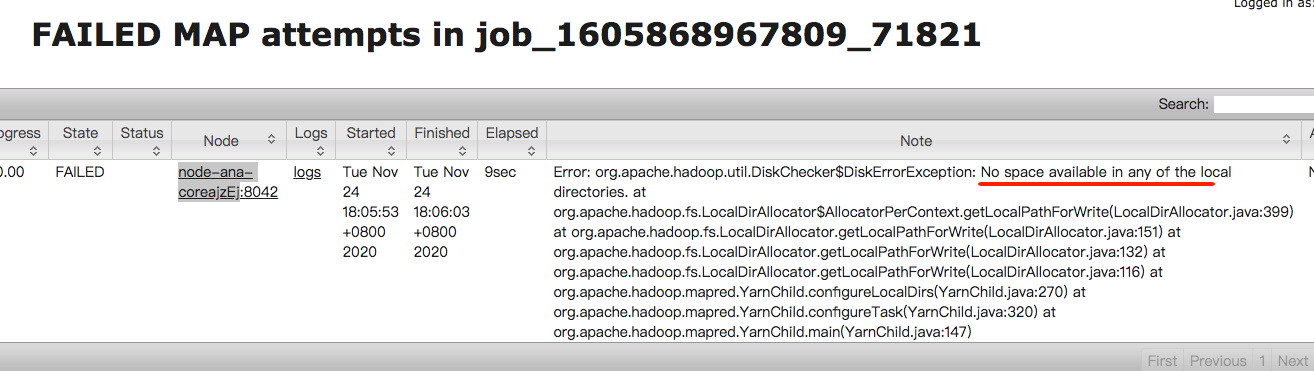 Logged in as:
FAILED MAP attempts in job_1605868967809_71821
Search:
ogress State Status Node Logs Started Finished Elapsed Note
0.00 FAILED node-ana-coreajzEj:8042 logs Tue Nov 24 18:05:53 +0800 2020 Tue Nov 24 18:06:03 +0800 2020 9sec
Error: org.apache.hadoop.util.DiskChecker$DiskErrorException: No space available in any of the local
directories. at
org.apache.hadoop.fs.LocalDirAllocator$AllocatorPerContext.getLocalPathForWrite(LocalDirAllocator.java:399)
at org.apache.hadoop.fs.LocalDirAllocator.getLocalPathForWrite(LocalDirAllocator.java:151) at
org.apache.hadoop.fs.LocalDirAllocator.getLocalPathForWrite(LocalDirAllocator.java:132) at
org.apache.hadoop.fs.LocalDirAllocator.getLocalPathForWrite(LocalDirAllocator.java:116) at
org.apache.hadoop.mapred.YarnChild.configureLocalDirs(YarnChild.java:270) at
org.apache.hadoop.mapred.YarnChild.configureTask(YarnChild.java:320) at
org.apache.hadoop.mapred.YarnChild.main(YarnChild.java:147)
First Previous 1 Next